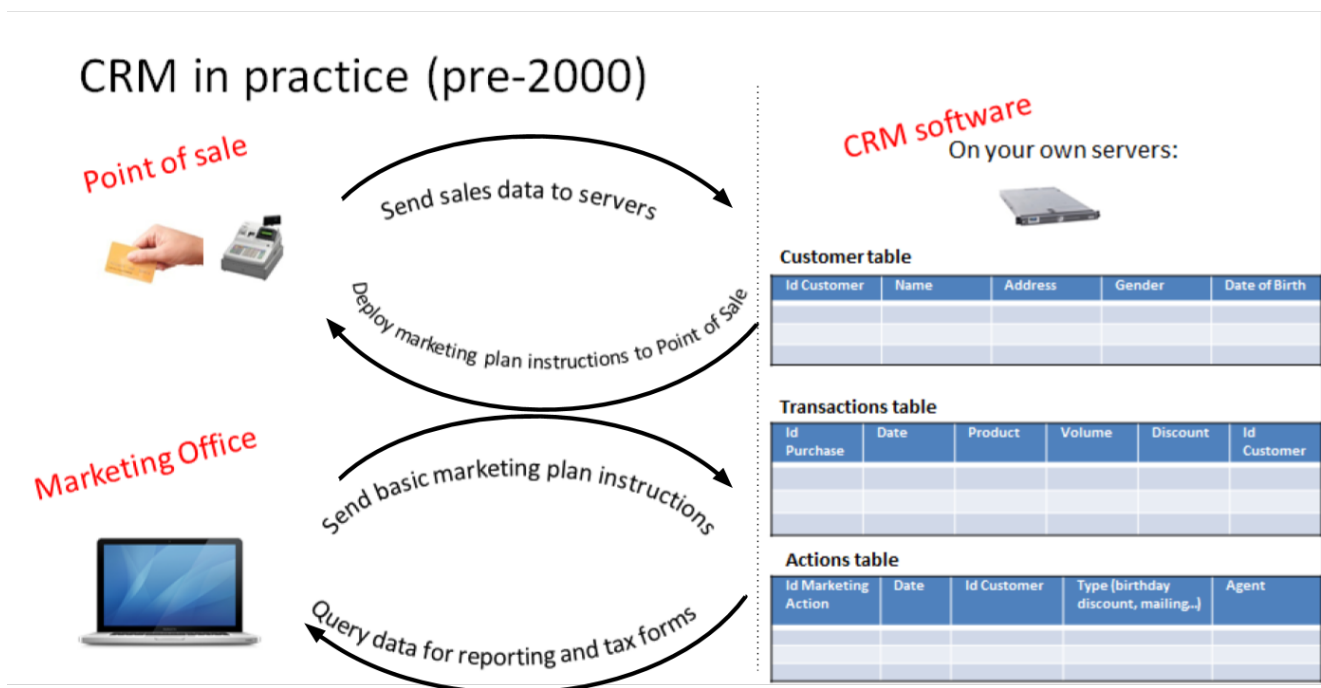 CRM in practice (pre-2000)
Point of sale
Send sales data to servers
Deploy marketing plan instructions to Point of Sale
Marketing Office
Send basic marketing plan instructions
Query data for reporting and tax forms
CRM software
On your own servers:
Customer table
Id Customer Name Address Gender Date of Birth
Transactions table
Id Date Product Volume Discount Id
Purchase Customer
Actions table
Id Marketing Date Id Customer Type (birthday Agent
Action discount, mailing...)